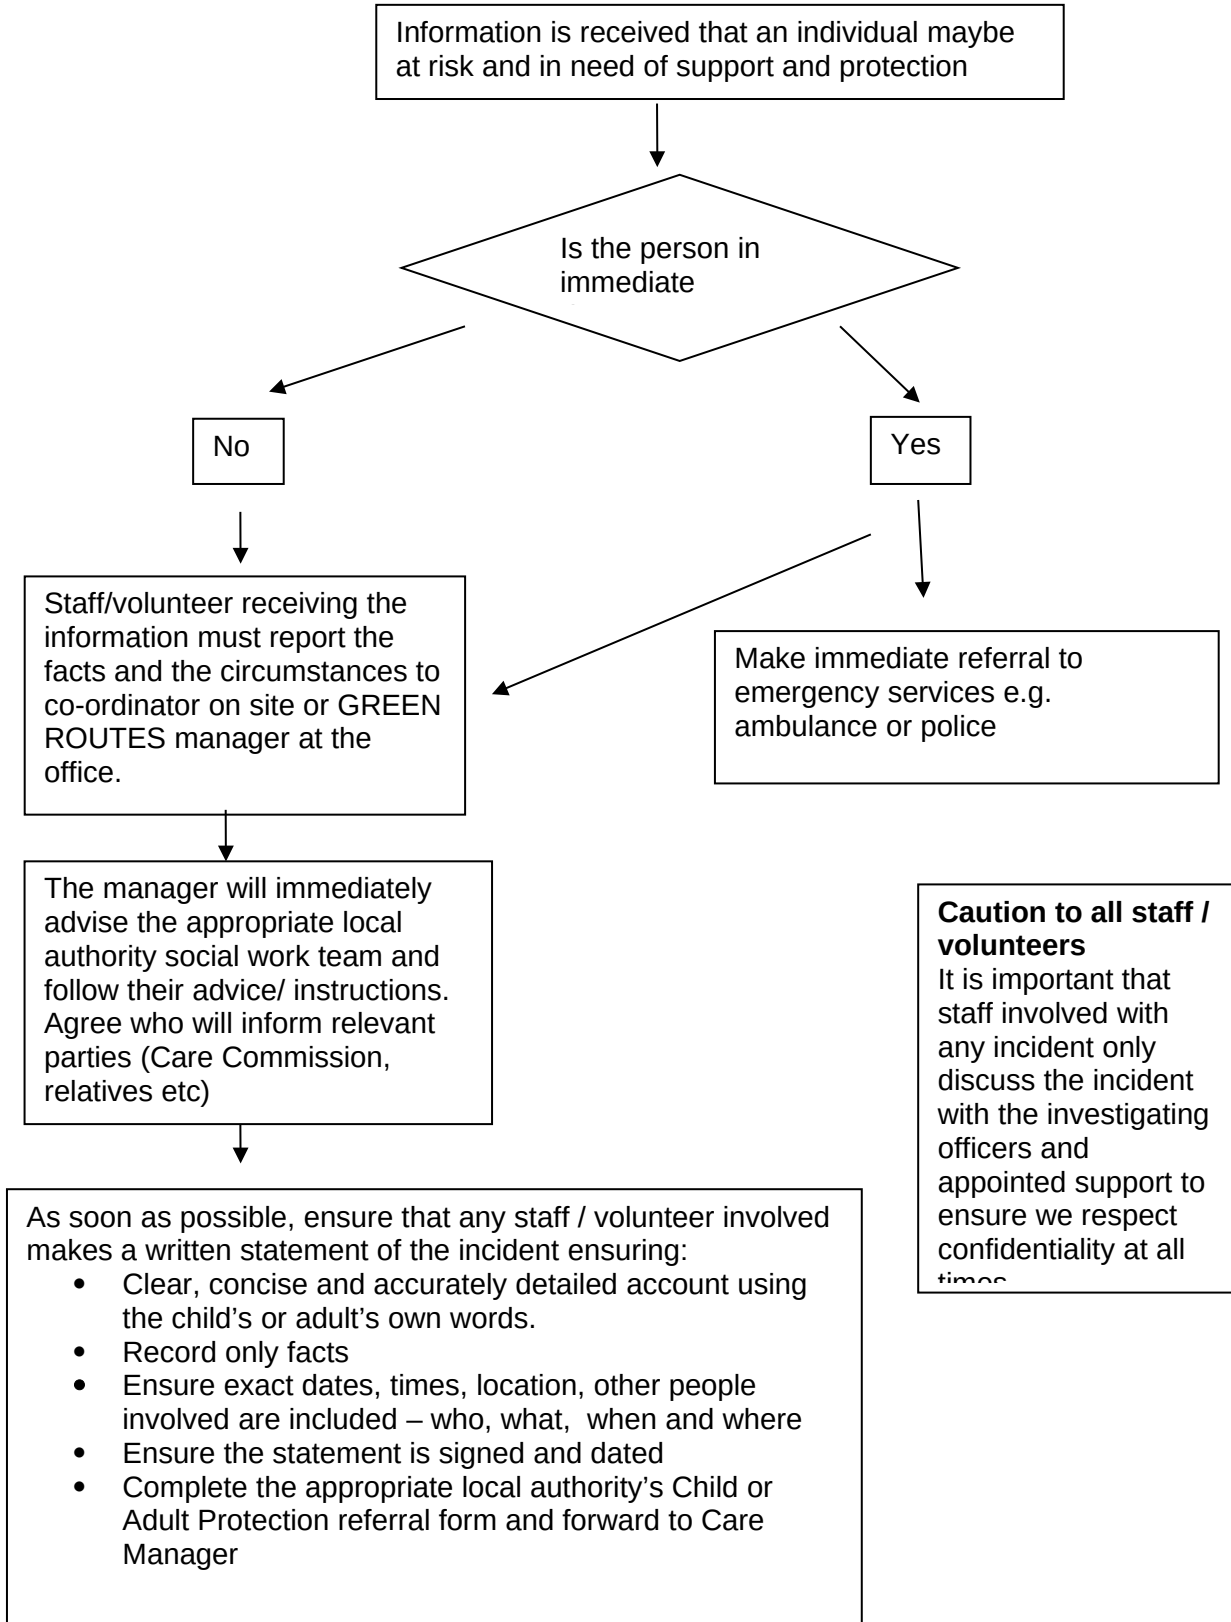 Information is received that an individual maybe
at risk and in need of support and protection
Is the person in
immediate
No
Yes
Staff/volunteer receiving the
information must report the
facts and the circumstances to
co-ordinator on site or GREEN
ROUTES manager at the
office.
Make immediate referral to
emergency services e.g.
ambulance or police
The manager will immediately
advise the appropriate local
authority social work team and
follow their advice/ instructions.
Agree who will inform relevant
parties (Care Commission,
relatives etc)
Caution to all staff /
volunteers
It is important that
staff involved with
any incident only
discuss the incident
with the investigating
officers and
appointed support to
ensure we respect
confidentiality at all
times
As soon as possible, ensure that any staff / volunteer involved
makes a written statement of the incident ensuring:
• Clear, concise and accurately detailed account using
the child’s or adult’s own words.
• Record only facts
• Ensure exact dates, times, location, other people
involved are included – who, what,  when and where
• Ensure the statement is signed and dated
• Complete the appropriate local authority’s Child or
Adult Protection referral form and forward to Care
Manager